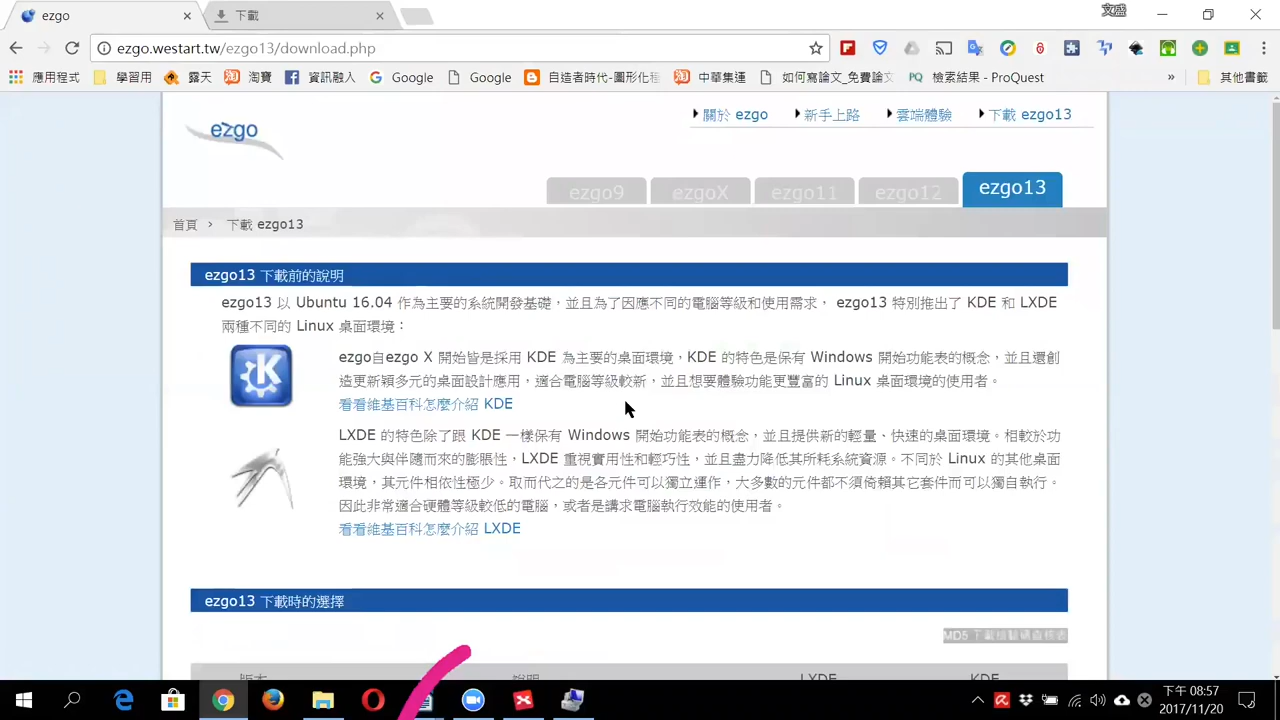 ezgo
下載
文盛
ezgo.westart.tw/ezgo13/download.php
應用程式
學習用
露天
淘寶
資訊融入
Google
Google
自造者時代-圖形化
中華集運
如何寫論文_免費論文
檢索結果 - ProQuest
»
其他書籤
ezgo
關於 ezgo
新手上路
雲端體驗
下載 ezgo13
ezgo9
ezgoX
ezgo11
ezgo12
ezgo13
首頁 › 下載 ezgo13
ezgo13 下載前的說明
ezgo13 以 Ubuntu 16.04 作為主要的系統開發基礎，並且為了因應不同的電腦等級和使用需求， ezgo13 特別推出了 KDE 和 LXDE
兩種不同的 Linux 桌面環境：
ezgo自ezgo X 開始皆是採用 KDE 為主要的桌面環境，KDE 的特色是保有 Windows 開始功能表的概念，並且還創
造更新穎多元的桌面設計應用，適合電腦等級較新，並且想要體驗功能更豐富的 Linux 桌面環境的使用者。
看看維基百科怎麼介紹 KDE
LXDE 的特色除了跟 KDE 一樣保有 Windows 開始功能表的概念，並且提供新的輕量、快速的桌面環境。相較於功
能強大與伴隨而來的膨脹性，LXDE 重視實用性和輕巧性，並且盡力降低其所耗系統資源。不同於 Linux 的其他桌面
環境，其元件相依性極少。取而代之的是各元件可以獨立運作，大多數的元件都不須倚賴其它套件而可以獨自執行。
因此非常適合硬體等級較低的電腦，或者是講求電腦執行效能的使用者。
看看維基百科怎麼介紹 LXDE
ezgo13 下載時的選擇
MD5 下載檢驗碼查核表
版本
說明
LXDE
KDE
下午 08:57
2017/11/20